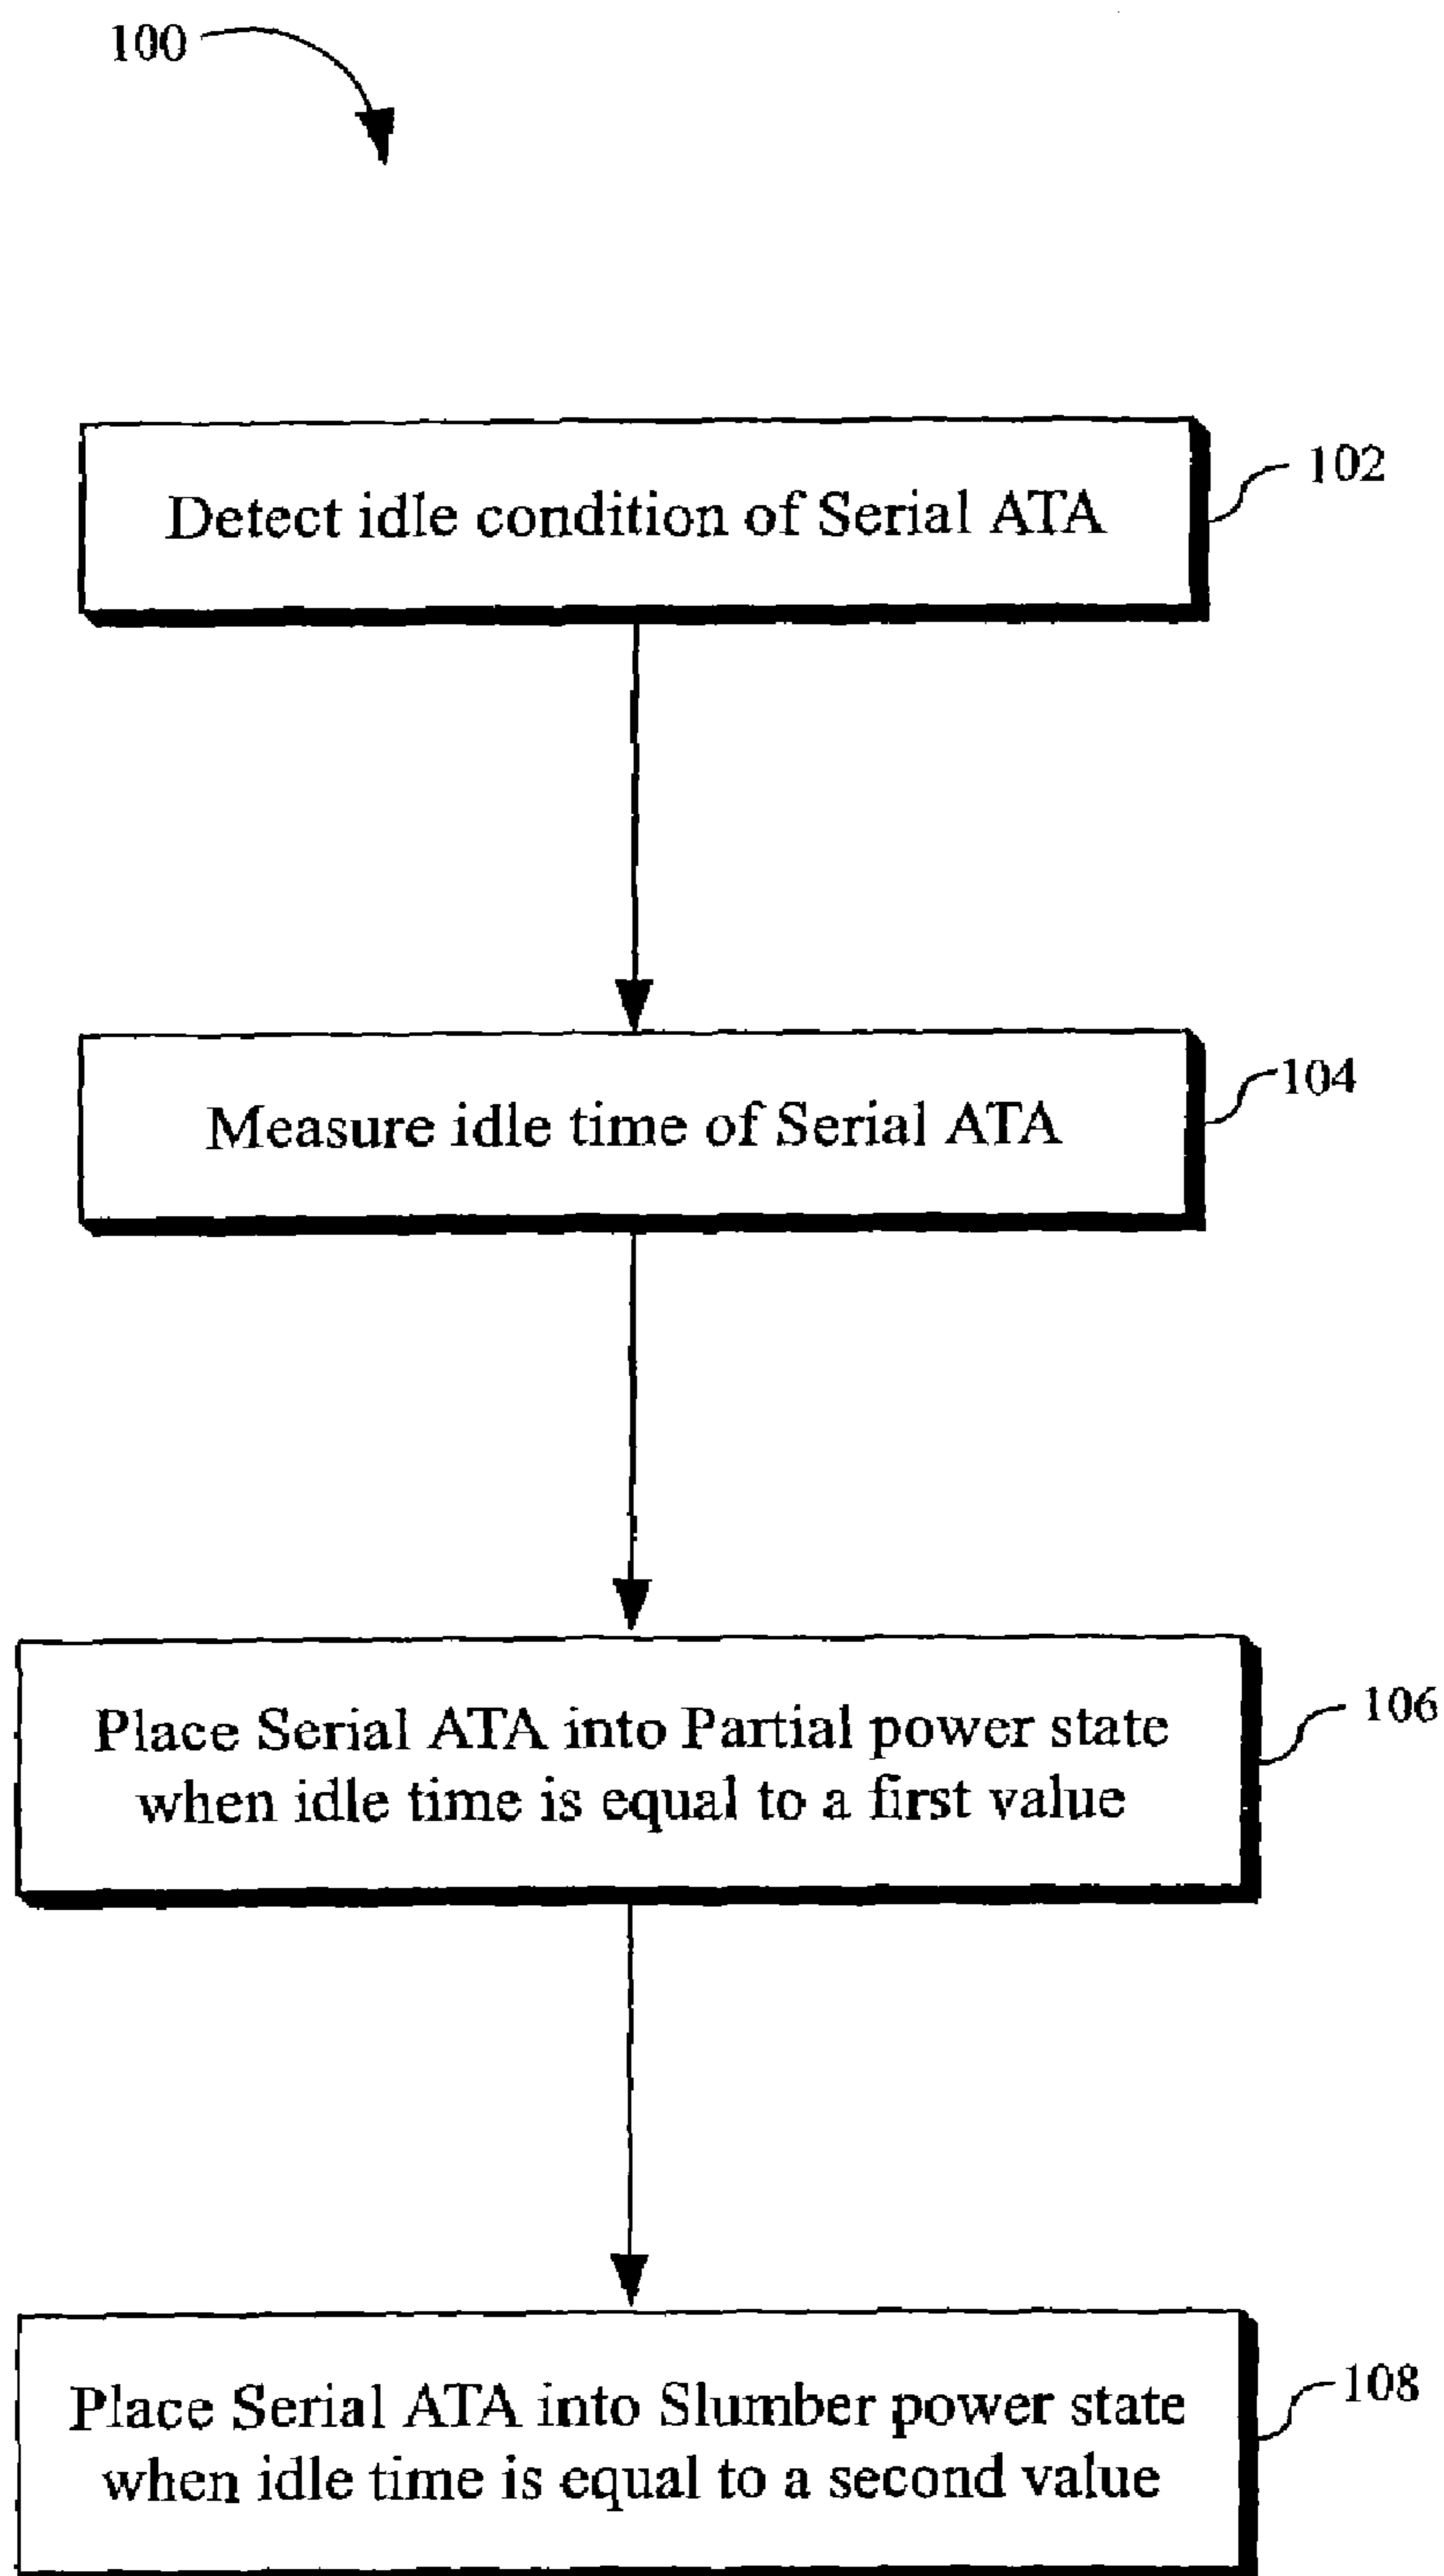 100
Detect idle condition of Serial ATA
102
Measure idle time of Serial ATA
104
Place Serial ATA into Partial power state
when idle time is equal to a first value
106
Place Serial ATA into Slumber power state
when idle time is equal to a second value
108